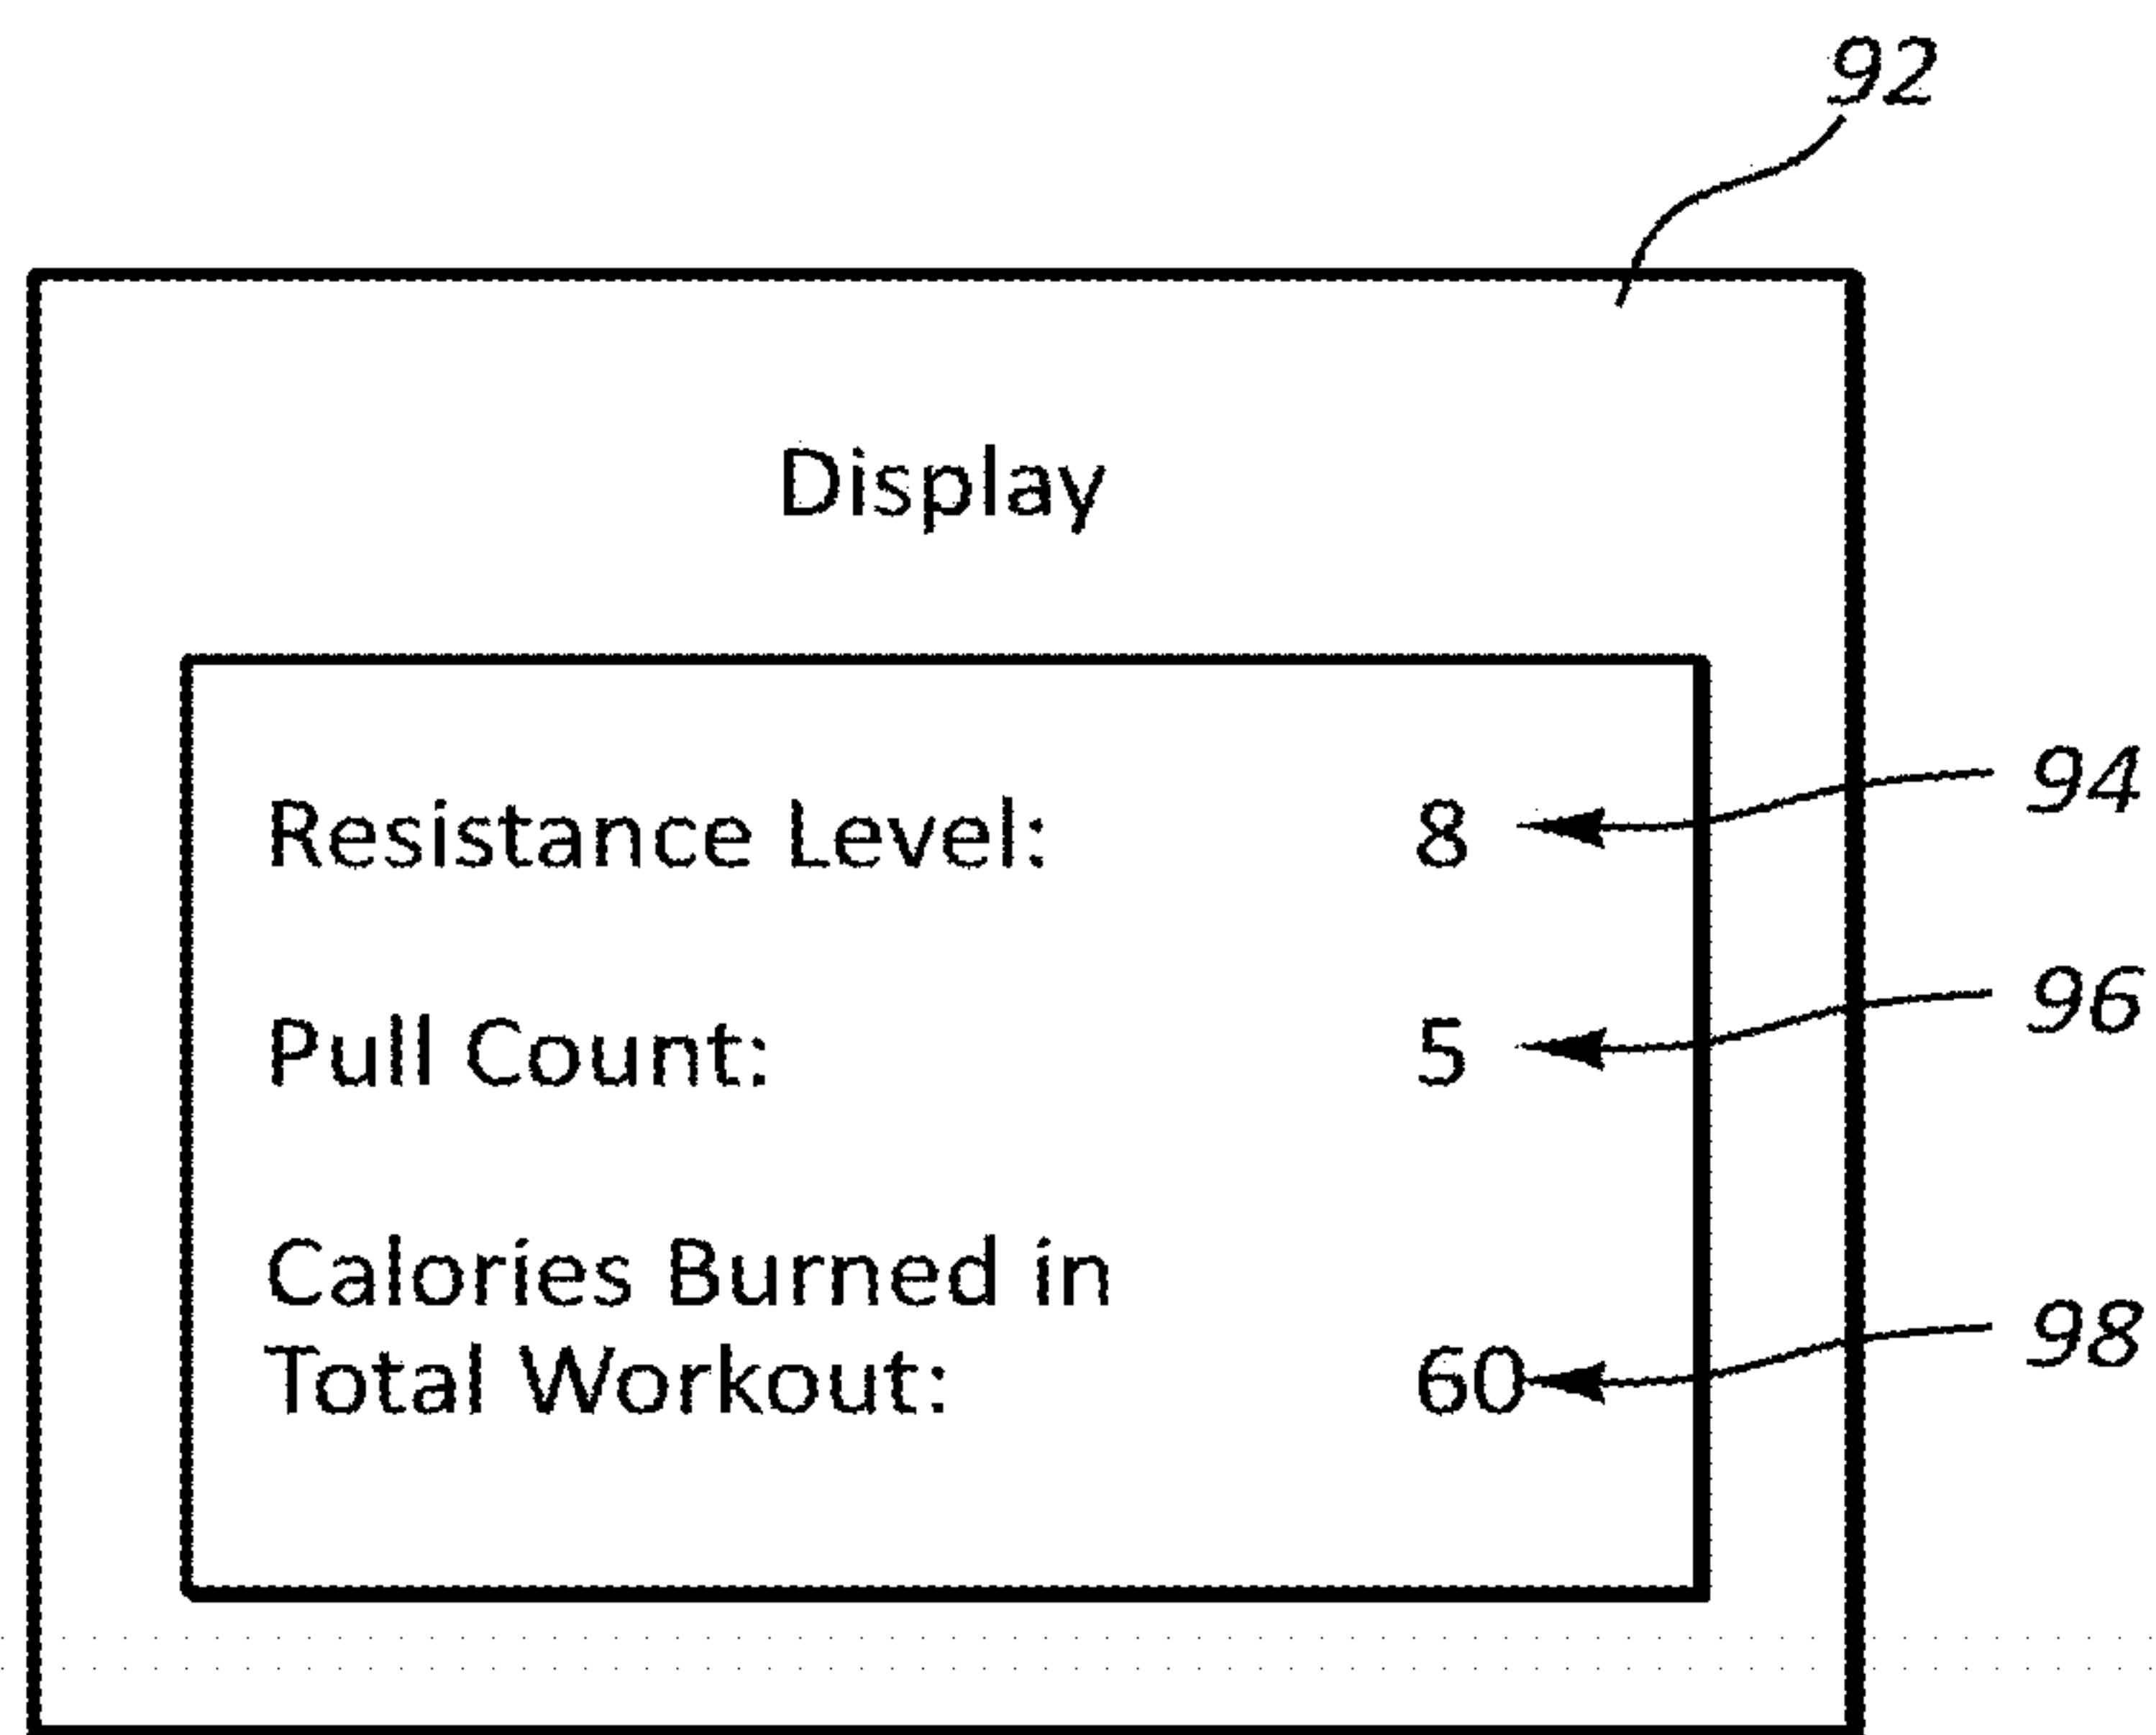 92
Display
Resistance Level: 8 94
Pull Count: 5 96
Calories Burned in
Total Workout: 60 98